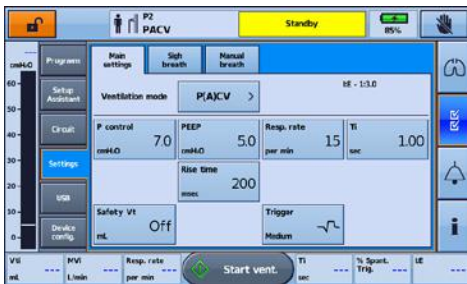 P2
PACV
Standby
85%
cmH2O
60
50
40
30
20
10
0
Programs
Setup
Assistant
Circuit
Settings
USB
Device
config.
Main
settings
Sigh
breath
Manual
breath
Ventilation mode
P(A)CV >
I:E - 1:3.0
P control
7.0
cmH2O
PEEP
5.0
cmH2O
Resp. rate
15
per min
Ti
1.00
sec
Rise time
200
msec
Safety Vt
Off
mL
Trigger
Medium
Vti
---
mL
MVi
---
L/min
Resp. rate
---
per min
Start vent.
Ti
---
sec
% Spont.
Trig.
---
I:E
---